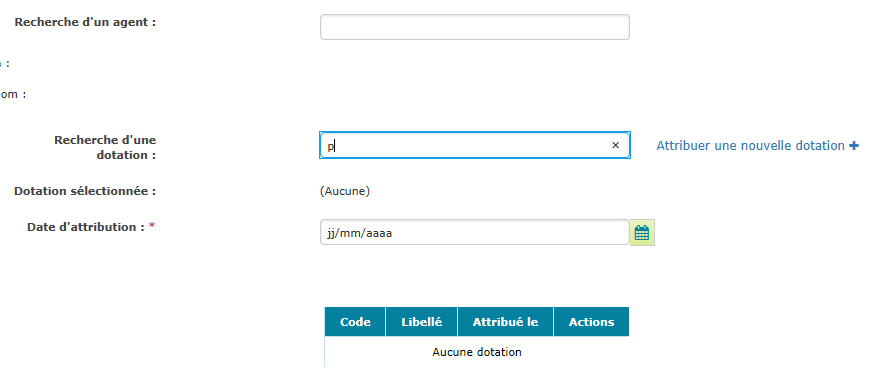 Recherche d'un agent :
om :
Recherche d'une
dotation :
p
×
Attribuer une nouvelle dotation +
Dotation sélectionnée :
(Aucune)
Date d'attribution : *
jj/mm/aaaa
Code Libellé Attribué le Actions
Aucune dotation